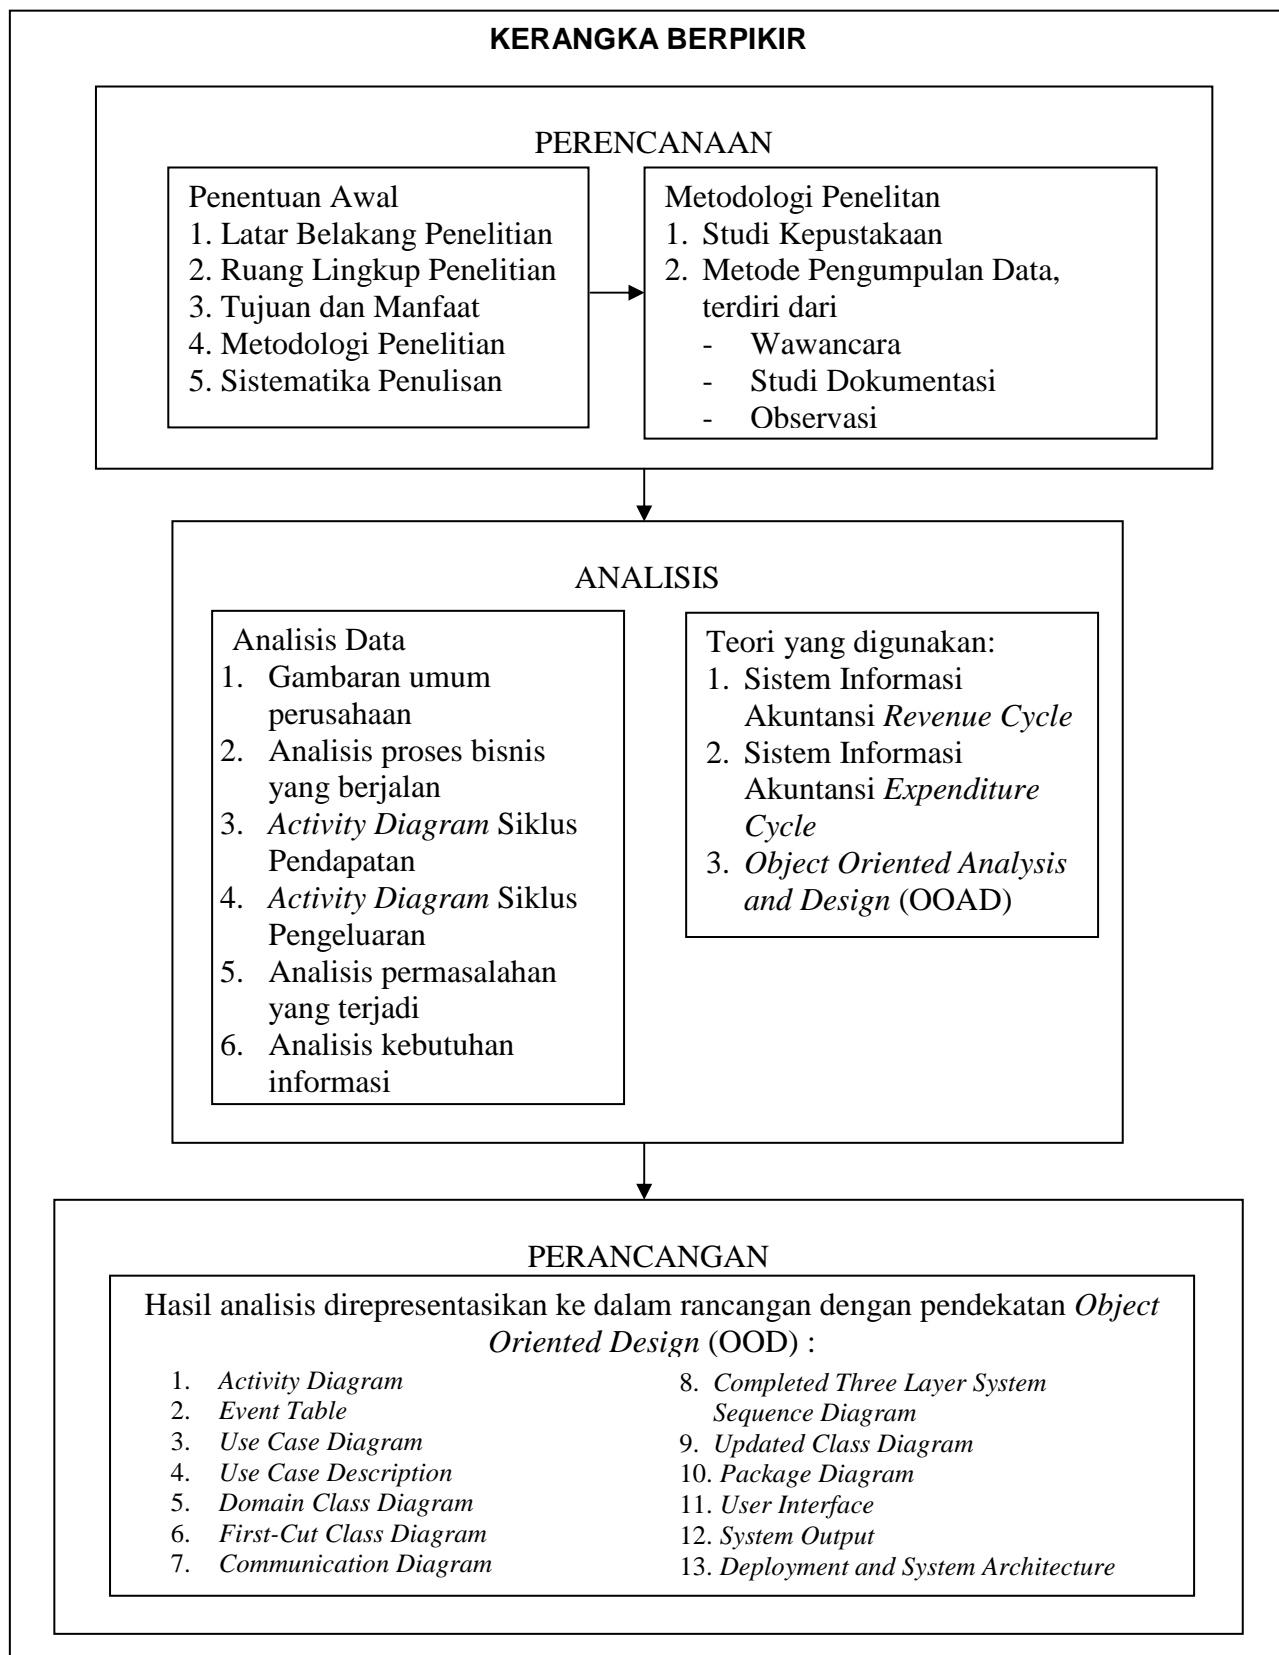 KERANGKA BERPIKIR
PERENCANAAN
Penentuan Awal
1. Latar Belakang Penelitian
2. Ruang Lingkup Penelitian
3. Tujuan dan Manfaat
4. Metodologi Penelitian
5. Sistematika Penulisan
Metodologi Penelitan
1. Studi Kepustakaan
2. Metode Pengumpulan Data,
terdiri dari
- Wawancara
- Studi Dokumentasi
- Observasi
ANALISIS
Analisis Data
1. Gambaran umum
perusahaan
2. Analisis proses bisnis
yang berjalan
3. Activity Diagram Siklus
Pendapatan
4. Activity Diagram Siklus
Pengeluaran
5. Analisis permasalahan
yang terjadi
6. Analisis kebutuhan
informasi
Teori yang digunakan:
1. Sistem Informasi
Akuntansi Revenue Cycle
2. Sistem Informasi
Akuntansi Expenditure
Cycle
3. Object Oriented Analysis
and Design (OOAD)
PERANCANGAN
Hasil analisis direpresentasikan ke dalam rancangan dengan pendekatan Object
Oriented Design (OOD) :
1. Activity Diagram
2. Event Table
3. Use Case Diagram
4. Use Case Description
5. Domain Class Diagram
6. First-Cut Class Diagram
7. Communication Diagram
8. Completed Three Layer System
Sequence Diagram
9. Updated Class Diagram
10. Package Diagram
11. User Interface
12. System Output
13. Deployment and System Architecture